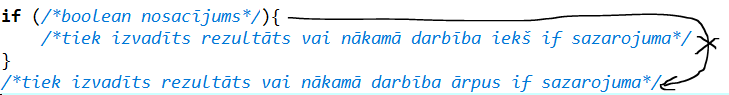 if (/*boolean nosacījums*/){
/*tiek izvadīts rezultāts vai nākamā darbība iekš if sazarojuma*/
}
/*tiek izvadīts rezultāts vai nākamā darbība ārpus if sazarojuma*/